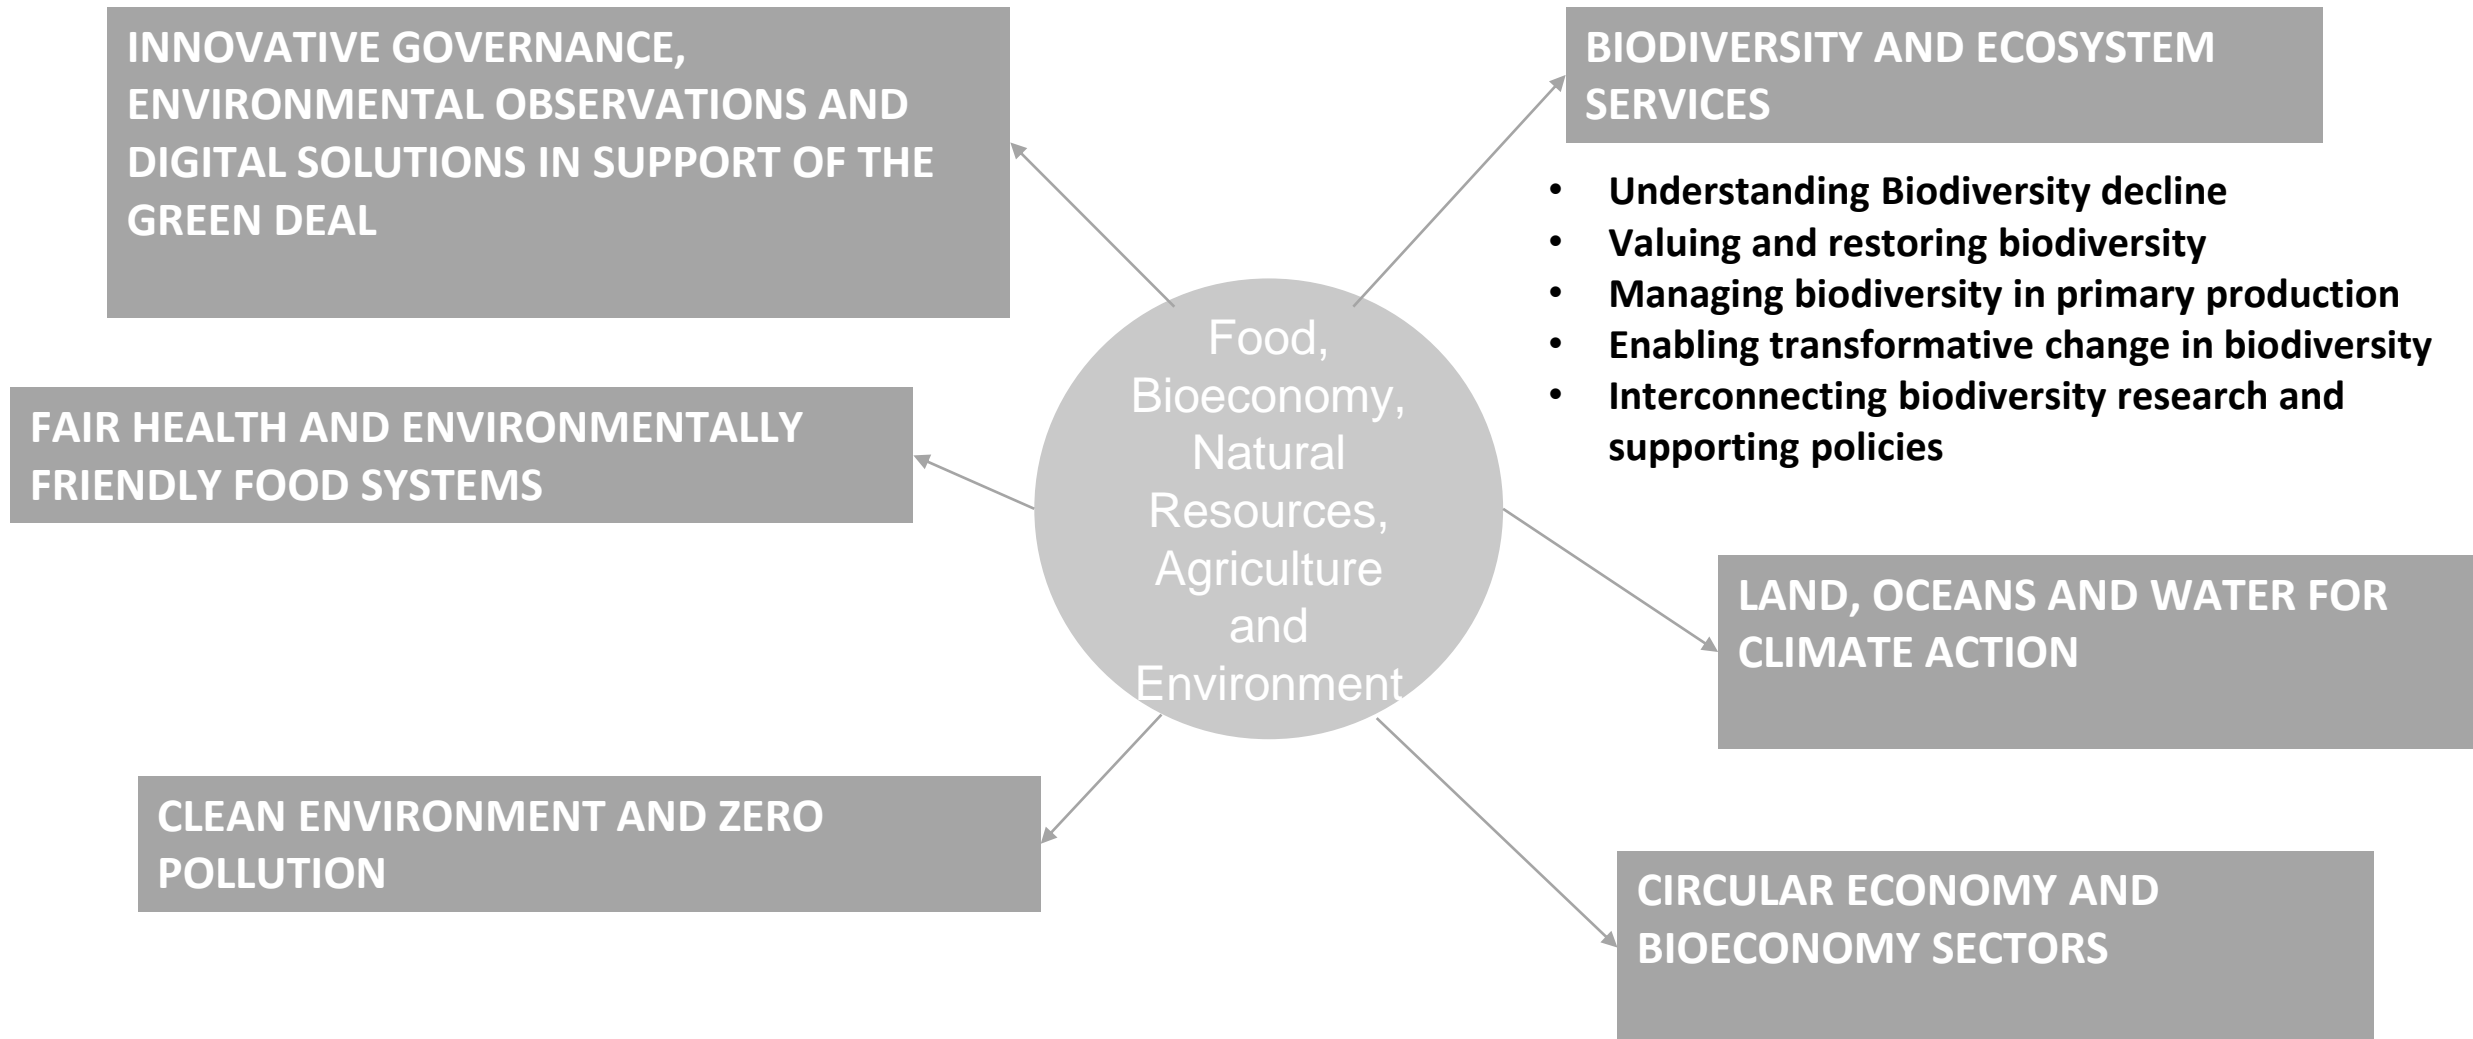 INNOVATIVE GOVERNANCE,
ENVIRONMENTAL OBSERVATIONS AND
DIGITAL SOLUTIONS IN SUPPORT OF THE
GREEN DEAL
BIODIVERSITY AND ECOSYSTEM
SERVICES
• Understanding Biodiversity decline
• Valuing and restoring biodiversity
• Managing biodiversity in primary production
• Enabling transformative change in biodiversity
• Interconnecting biodiversity research and
supporting policies
Food,
Bioeconomy,
Natural
Resources,
Agriculture
and
Environment
FAIR HEALTH AND ENVIRONMENTALLY
FRIENDLY FOOD SYSTEMS
LAND, OCEANS AND WATER FOR
CLIMATE ACTION
CLEAN ENVIRONMENT AND ZERO
POLLUTION
CIRCULAR ECONOMY AND
BIOECONOMY SECTORS